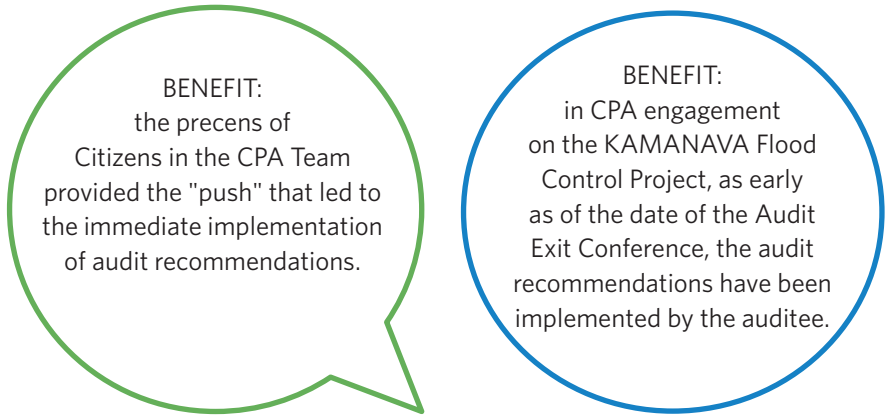 BENEFIT:
the precens of
Citizens in the CPA Team
provided the "push" that led to
the immediate implementation
of audit recommendations.
BENEFIT:
in CPA engagement
on the KAMANAVA Flood
Control Project, as early
as of the date of the Audit
Exit Conference, the audit
recommendations have been
implemented by the auditee.